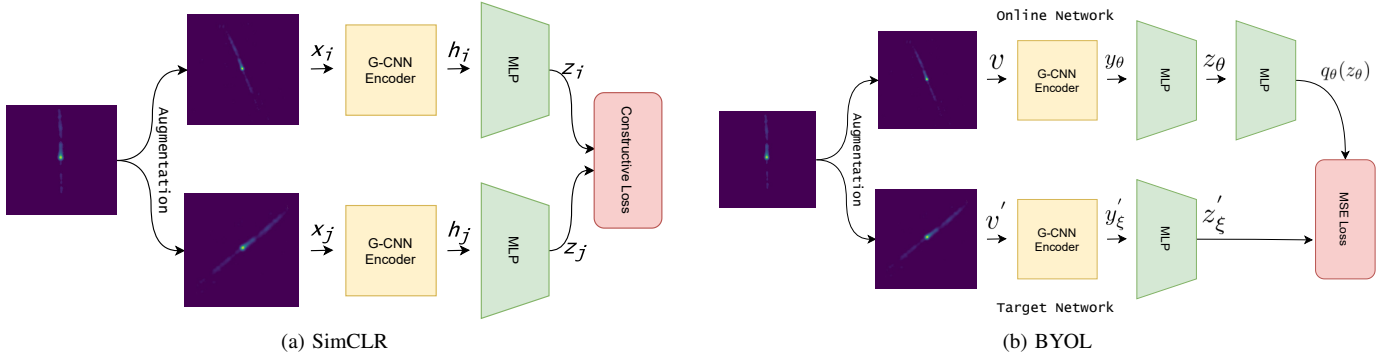 Augmentation
x_i
G-CNN
Encoder
h_i
MLP
z_i
x_j
G-CNN
Encoder
h_j
MLP
z_j
Constructive Loss
(a) SimCLR
Online Network
Augmentation
v
G-CNN
Encoder
y_θ
MLP
z_θ
MLP
q_θ(z_θ)
v'
G-CNN
Encoder
y'_ξ
MLP
z'_ξ
MSE Loss
Target Network
(b) BYOL